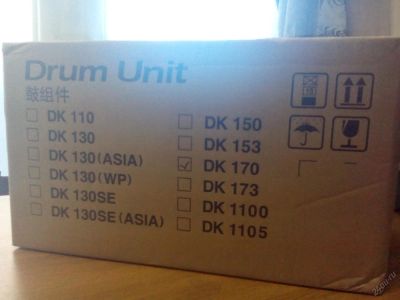 Drum Unit
鼓组件
DK 110
DK 130
DK 130(ASIA)
DK 130(WP)
DK 130SE
DK 130SE(ASIA)
DK 150
DK 153
DK 170
DK 173
DK 1100
DK 1105